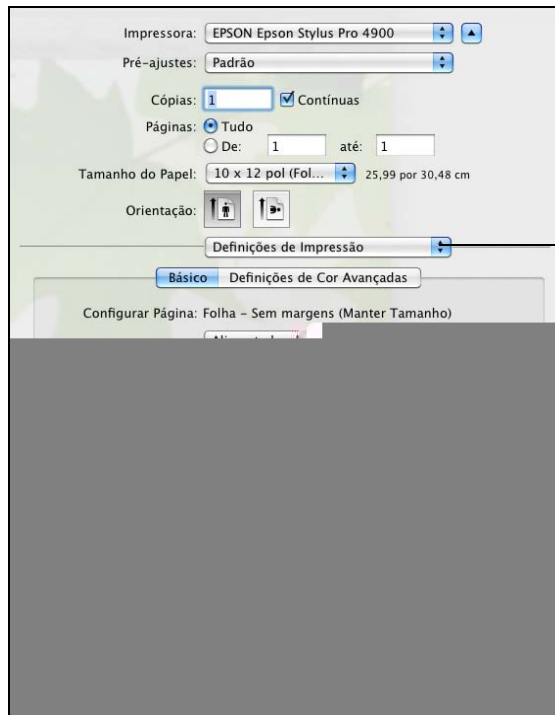 Impressora: EPSON Epson Stylus Pro 4900
Pré-ajustes: Padrão
Cópias: 1 Contínuas
Páginas: Tudo
De: 1 até: 1
Tamanho do Papel: 10 x 12 pol (Fol... 25,99 por 30,48 cm
Orientação:
Definições de Impressão
Básico Definições de Cor Avançadas
Configurar Página: Folha – Sem margens (Manter Tamanho)